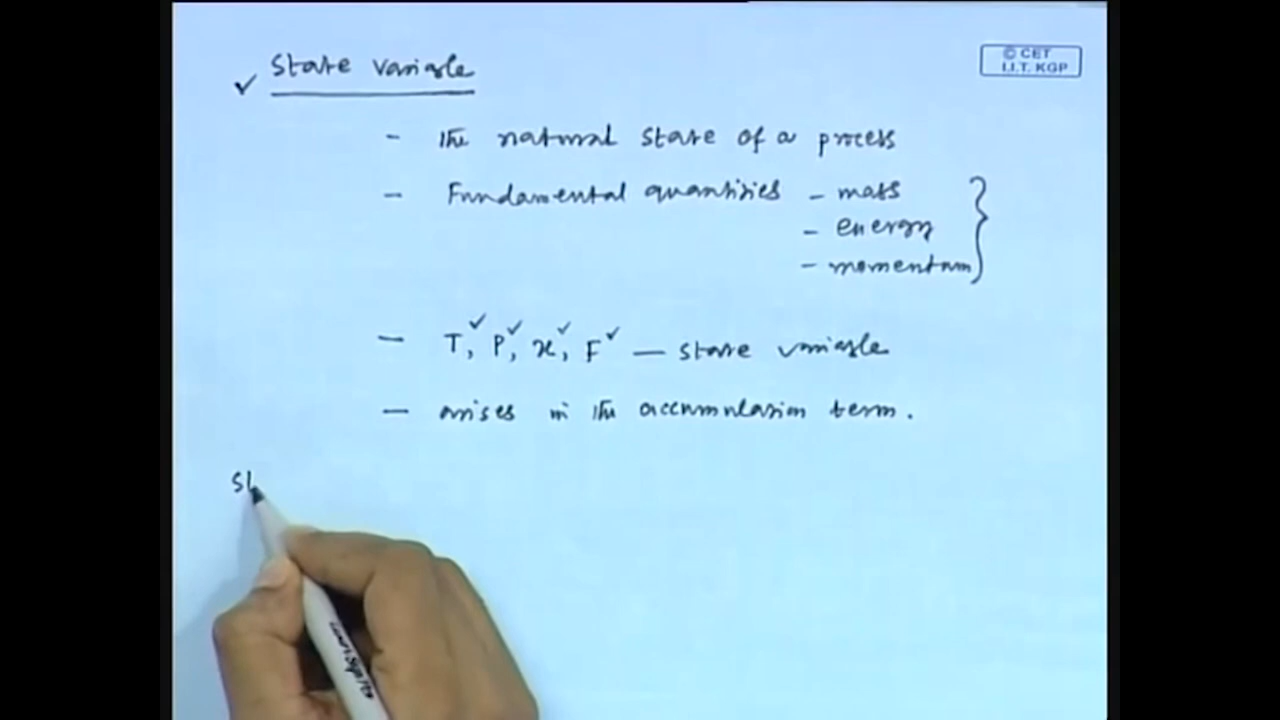 ✓ State variable
© CET
I.I.T. KGP
- The natural state of a process
- Fundamental quantities - mass
- energy
- momentum
- T, P, x, F — state variable
- arises in the accumulation term.
St